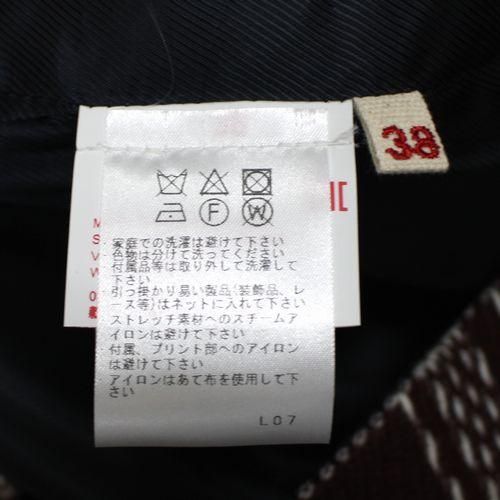 38
F W
家庭での洗濯は避けて下さい
色物は分けて洗ってください
付属品等は取り外して洗濯して
下さい
引っ掛かり易い製品(装飾品、レ
ース等)はネットに入れて下さい
ストレッチ素材へのスチームア
イロンは避けて下さい
付属、プリント部へのアイロン
は避けて下さい
アイロンはあて布を使用して下
さい
L07
M
S
V
W
0